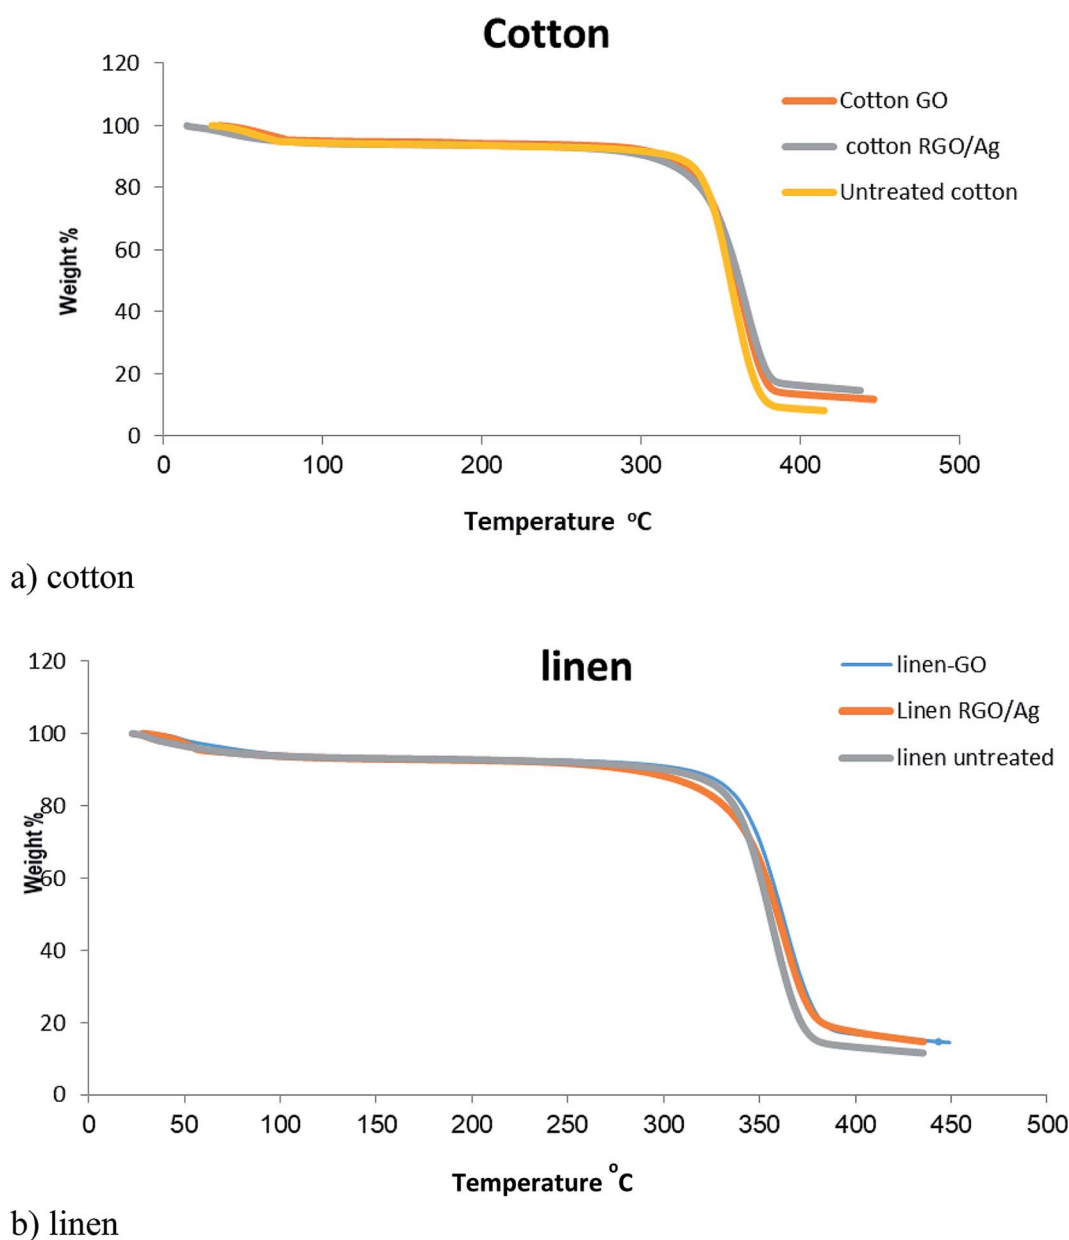 Cotton
120
100
80
60
40
20
0
Weight %
Cotton GO
cotton RGO/Ag
Untreated cotton
0 100 200 300 400 500
Temperature °C
a) cotton
linen
120
100
80
60
40
20
0
Weight %
linen-GO
Linen RGO/Ag
linen untreated
0 50 100 150 200 250 300 350 400 450 500
Temperature °C
b) linen